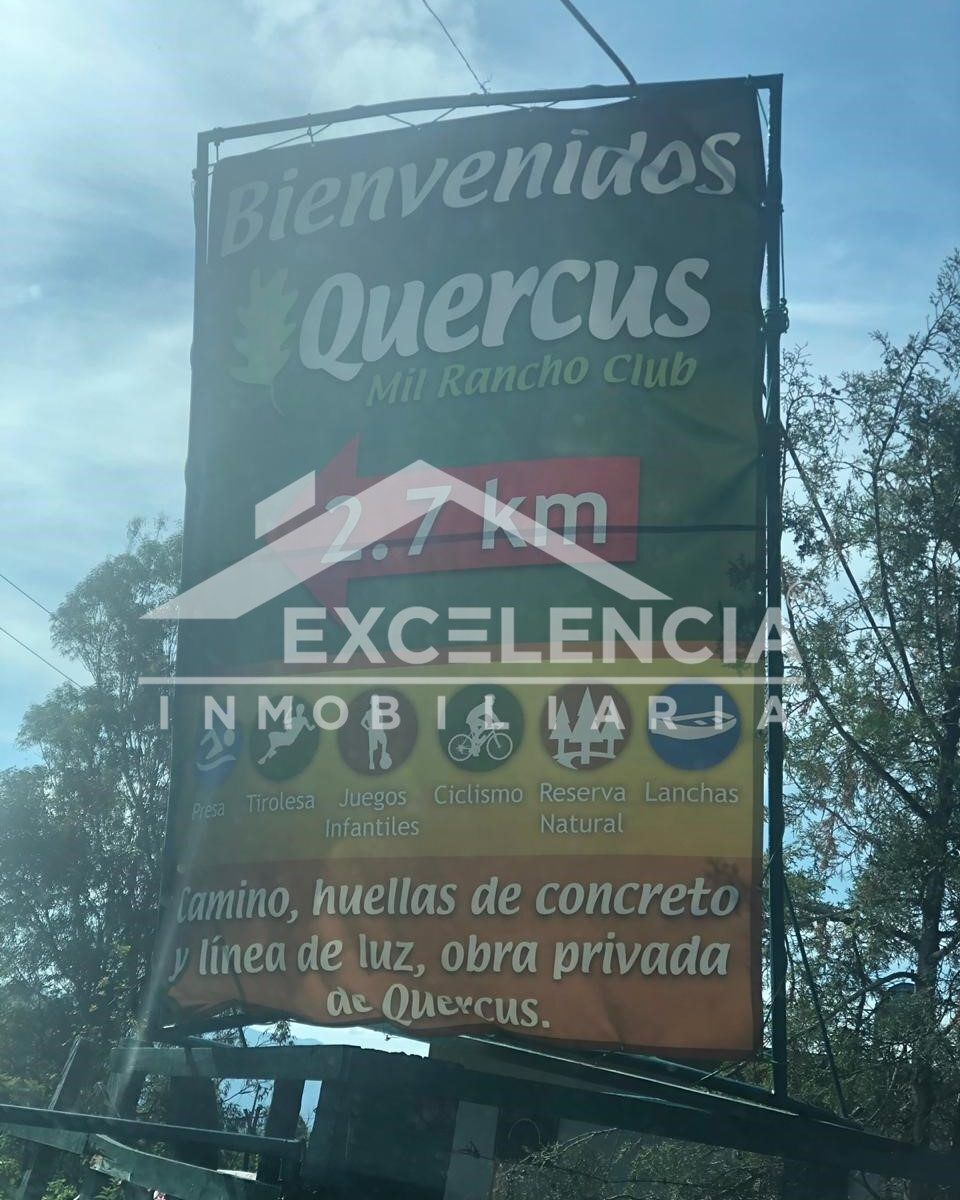 Bienvenidos
Quercus
Mil Rancho Club
2.7 km
EXCELENCIA
INMOBILIARIA
Presa
Tirolesa
Juegos
Infantiles
Ciclismo
Reserva
Natural
Lanchas
Camino, huellas de concreto
y línea de luz, obra privada
de Quercus.